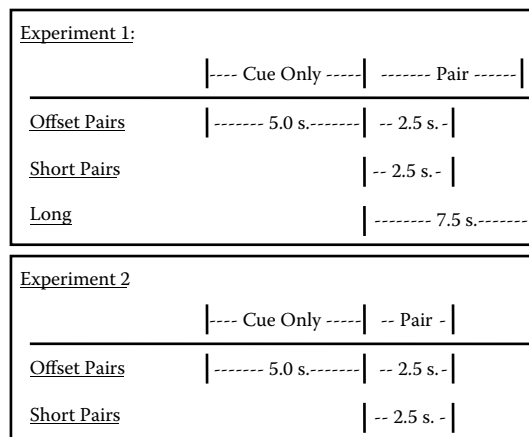 Experiment 1:
|---- Cue Only -----| ------- Pair ------|
Offset Pairs |------- 5.0 s.-------| -- 2.5 s. -|
Short Pairs | -- 2.5 s. -|
Long | -------- 7.5 s.-------
Experiment 2
|---- Cue Only -----| -- Pair -|
Offset Pairs |------- 5.0 s.-------| -- 2.5 s. -|
Short Pairs | -- 2.5 s. -|